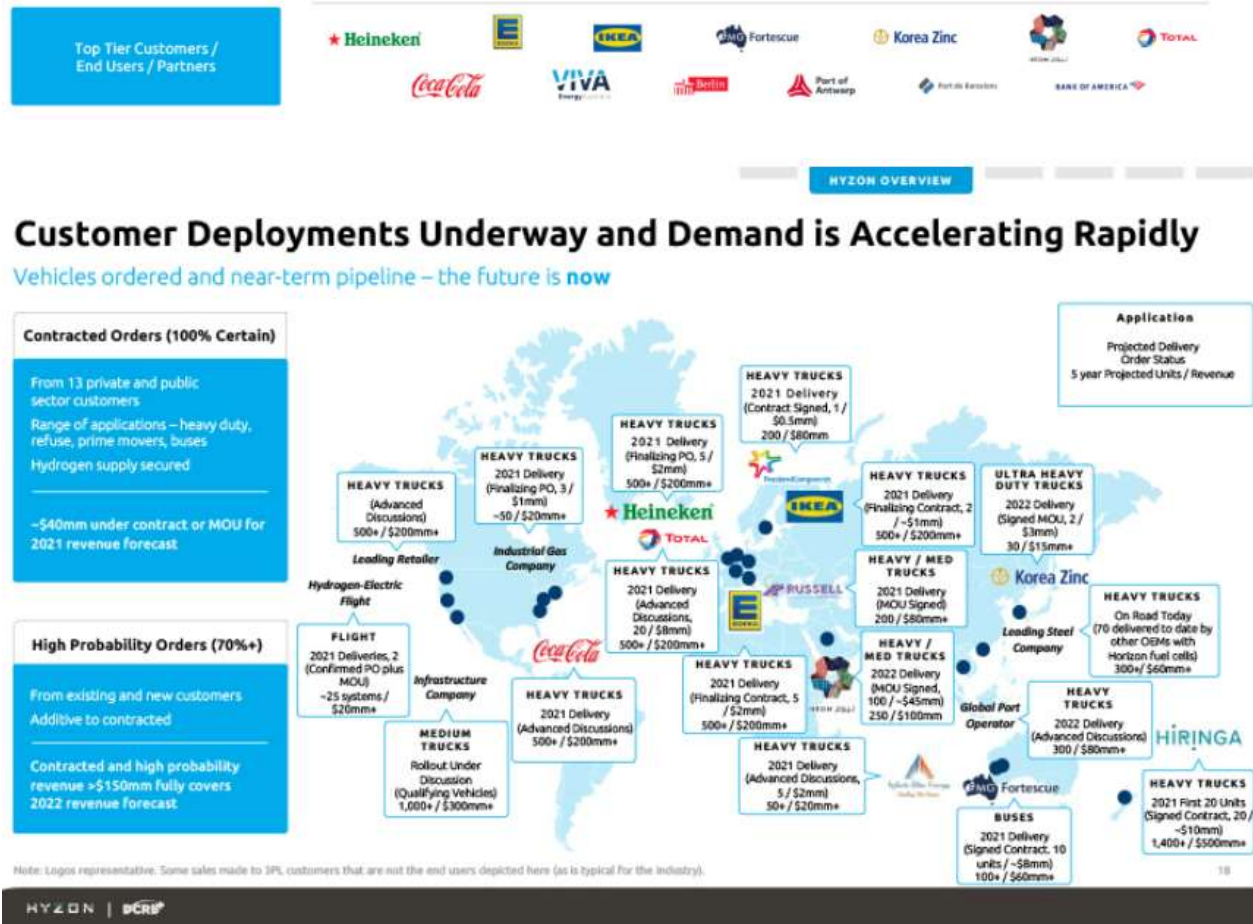 Top Tier Customers /
End Users / Partners
Heineken
EDEKA
IKEA
FMG Fortescue
Korea Zinc
TOTAL
Coca-Cola
VIVA
Energy
Berlin
Port of
Antwerp
Port de Barcelona
BANK OF AMERICA
HYZON OVERVIEW
Customer Deployments Underway and Demand is Accelerating Rapidly
Vehicles ordered and near-term pipeline – the future is now
Contracted Orders (100% Certain)
From 13 private and public
sector customers
Range of applications – heavy duty,
refuse, prime movers, buses
Hydrogen supply secured
~$40mm under contract or MOU for
2021 revenue forecast
High Probability Orders (70%+)
From existing and new customers
Additive to contracted
Contracted and high probability
revenue >$150mm fully covers
2022 revenue forecast
Application
Projected Delivery
Order Status
5 year Projected Units / Revenue
HEAVY TRUCKS
2021 Delivery
(Contract Signed, 1 /
$0.5mm)
200 / $80mm
HEAVY TRUCKS
2021 Delivery
(Finalizing PO, 5 /
$2mm)
500+ / $200mm+
Heineken
HEAVY TRUCKS
2021 Delivery
(Finalizing PO, 3 /
$1mm)
~50 / $20mm+
Industrial Gas
Company
HEAVY TRUCKS
(Advanced
Discussions)
500+ / $200mm+
Leading Retailer
IKEA
HEAVY TRUCKS
2021 Delivery
(Finalizing Contract, 2
/ ~$1mm)
500+ / $200mm+
ULTRA HEAVY
DUTY TRUCKS
2022 Delivery
(Signed MOU, 2 /
$3mm)
30 / $15mm+
Korea Zinc
TOTAL
HEAVY TRUCKS
2021 Delivery
(Advanced
Discussions,
20 / $8mm)
500+ / $200mm+
RUSSELL
HEAVY / MED
TRUCKS
2021 Delivery
(MOU Signed)
200 / $80mm+
HEAVY TRUCKS
On Road Today
(70 delivered to date by
other OEMs with
Horizon fuel cells)
300+/ $60mm+
Leading Steel
Company
Hydrogen-Electric
Flight
FLIGHT
2021 Deliveries, 2
(Confirmed PO plus
MOU)
~25 systems /
$20mm+
Infrastructure
Company
MEDIUM
TRUCKS
Rollout Under
Discussion
(Qualifying Vehicles)
1,000+ / $300mm+
Coca-Cola
HEAVY TRUCKS
2021 Delivery
(Advanced Discussions)
500+ / $200mm+
EDEKA
HEAVY TRUCKS
2021 Delivery
(Finalizing Contract, 5
/ $2mm)
500+ / $200mm+
HEAVY /
MED TRUCKS
2022 Delivery
(MOU Signed,
100 / ~$45mm)
250 / $100mm
Global Port
Operator
HEAVY
TRUCKS
2022 Delivery
(Advanced Discussions)
300 / $80mm+
HEAVY TRUCKS
2021 Delivery
(Advanced Discussions,
5 / $2mm)
50+ / $20mm+
FMG Fortescue
BUSES
2021 Delivery
(Signed Contract. 10
units / ~$8mm)
100+ / $60mm+
HIRINGA
HEAVY TRUCKS
2021 First 20 Units
(Signed Contract, 20 /
~$10mm)
1,400+ / $500mm+
Note: Logos representative. Some sales made to 3PL customers that are not the end users depicted here (as is typical for the industry).
18
HYZON | DCRB